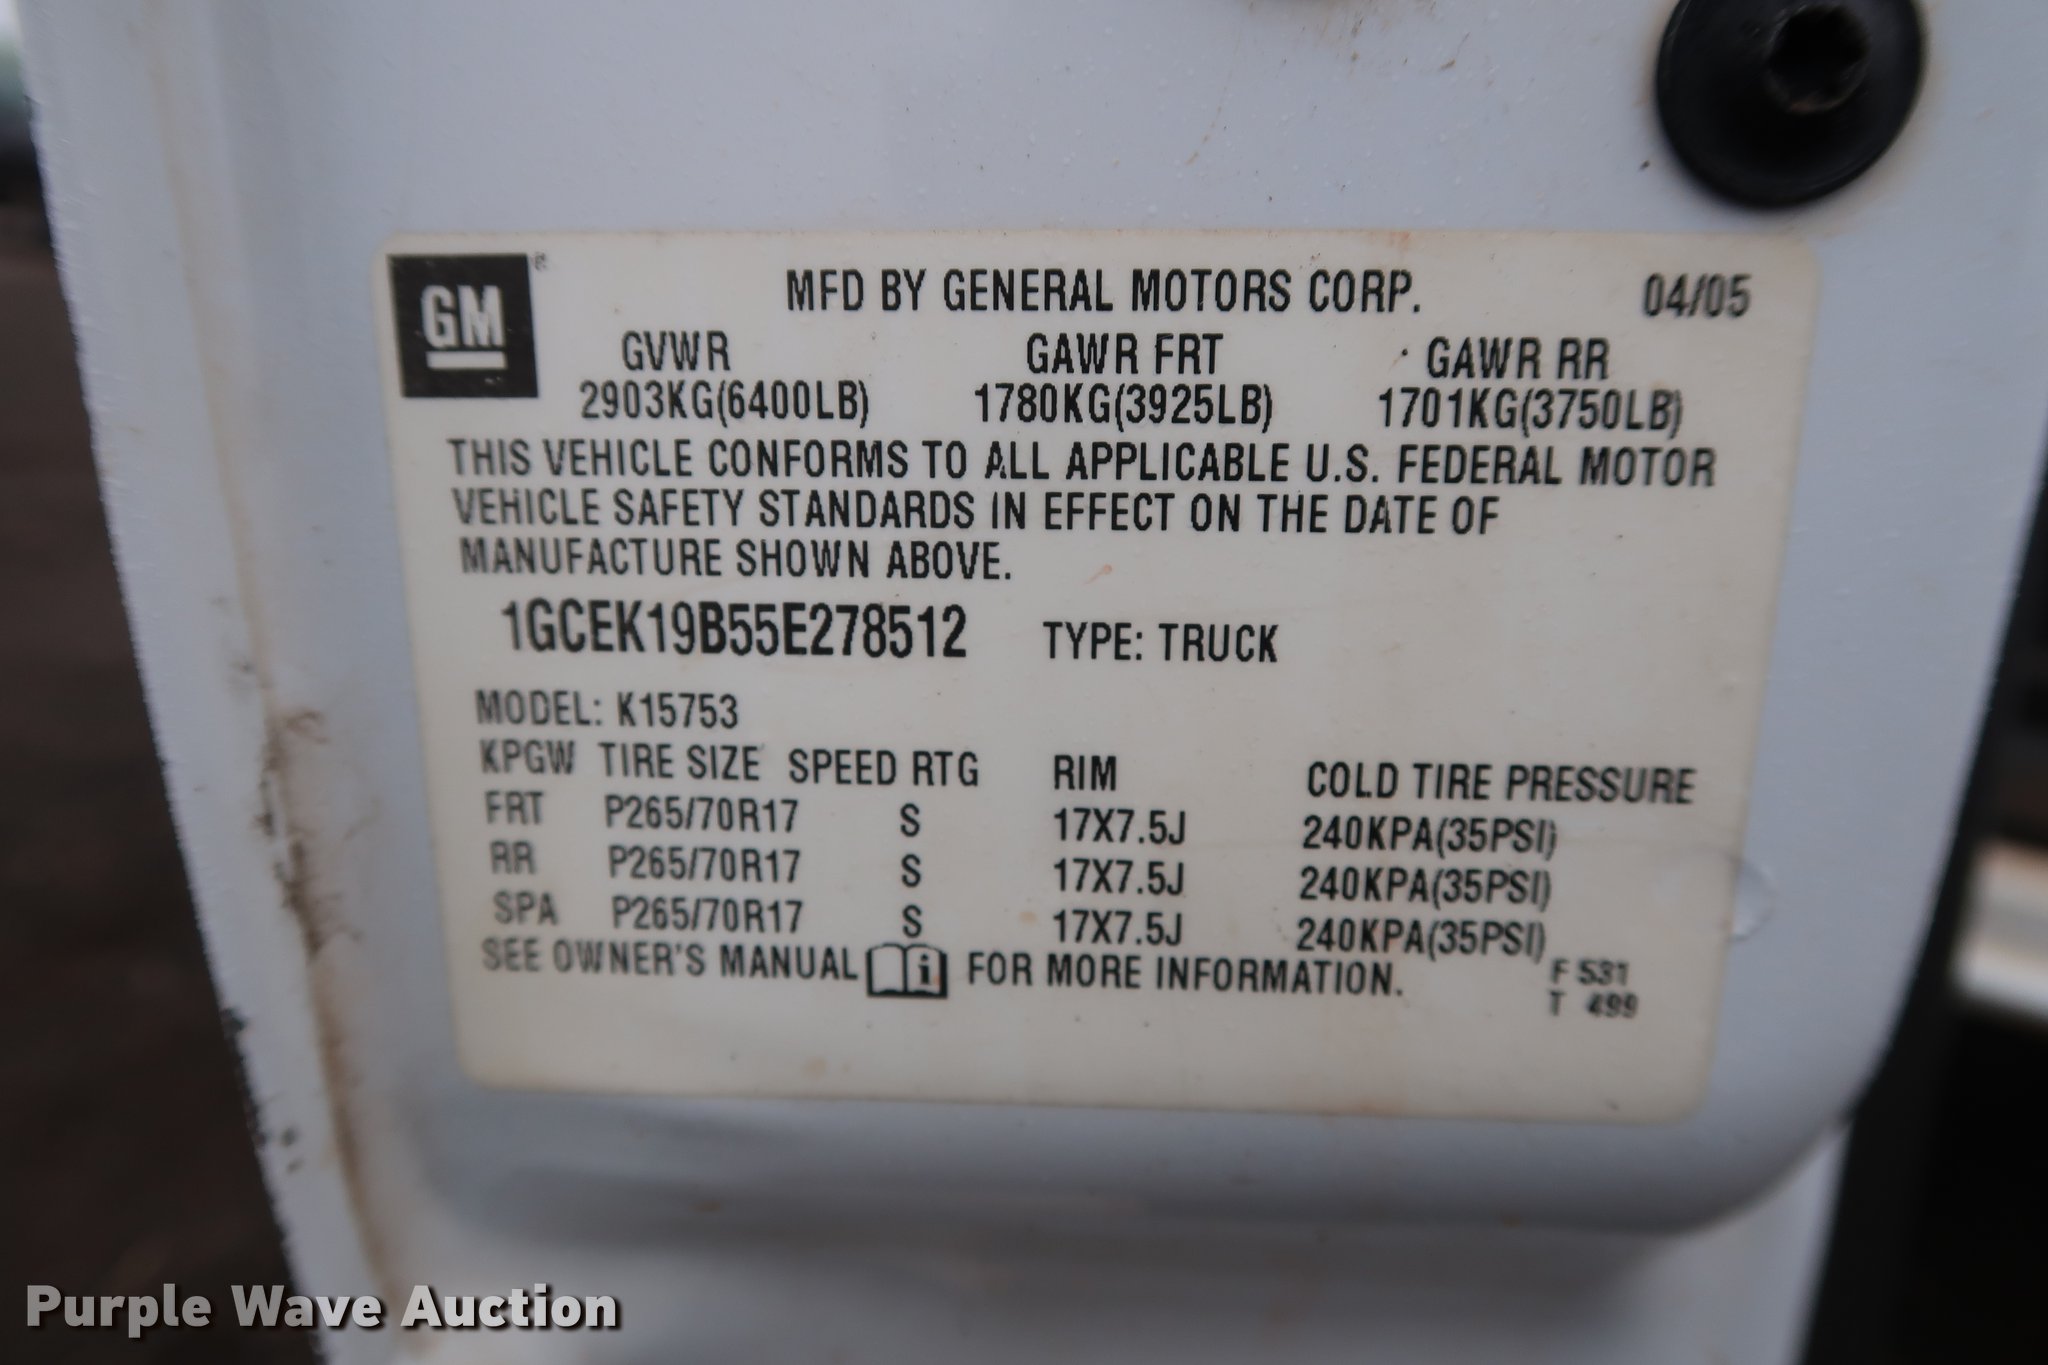 GM
MFD BY GENERAL MOTORS CORP. 04/05
GVWR GAWR FRT GAWR RR
2903KG(6400LB) 1780KG(3925LB) 1701KG(3750LB)
THIS VEHICLE CONFORMS TO ALL APPLICABLE U.S. FEDERAL MOTOR
VEHICLE SAFETY STANDARDS IN EFFECT ON THE DATE OF
MANUFACTURE SHOWN ABOVE.
1GCEK19B55E278512 TYPE: TRUCK
MODEL: K15753
KPGW TIRE SIZE SPEED RTG RIM COLD TIRE PRESSURE
FRT P265/70R17 S 17X7.5J 240KPA(35PSI)
RR P265/70R17 S 17X7.5J 240KPA(35PSI)
SPA P265/70R17 S 17X7.5J 240KPA(35PSI)
SEE OWNER'S MANUAL i FOR MORE INFORMATION.
F 531
T 499
Purple Wave Auction